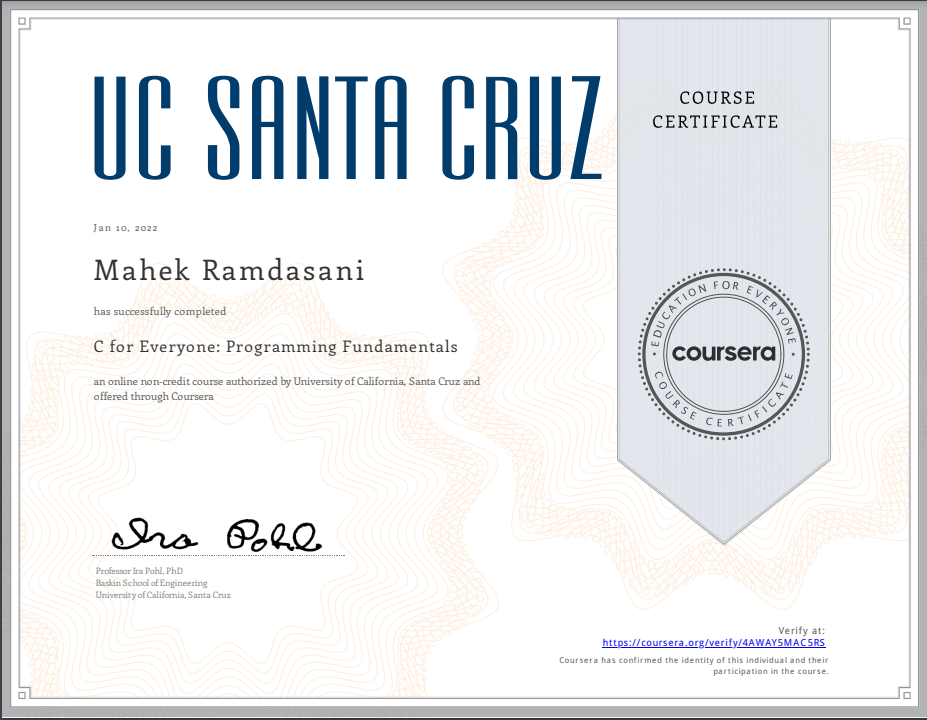 UC SANTA CRUZ
COURSE
CERTIFICATE
Jan 10, 2022
Mahek Ramdasani
has successfully completed
C for Everyone: Programming Fundamentals
an online non-credit course authorized by University of California, Santa Cruz and
offered through Coursera
EDUCATION FOR EVERYONE
coursera
COURSE CERTIFICATE
Ira Pohl
Professor Ira Pohl, PhD
Baskin School of Engineering
University of California, Santa Cruz
Verify at:
https://coursera.org/verify/4AWAY5MAC5RS
Coursera has confirmed the identity of this individual and their
participation in the course.